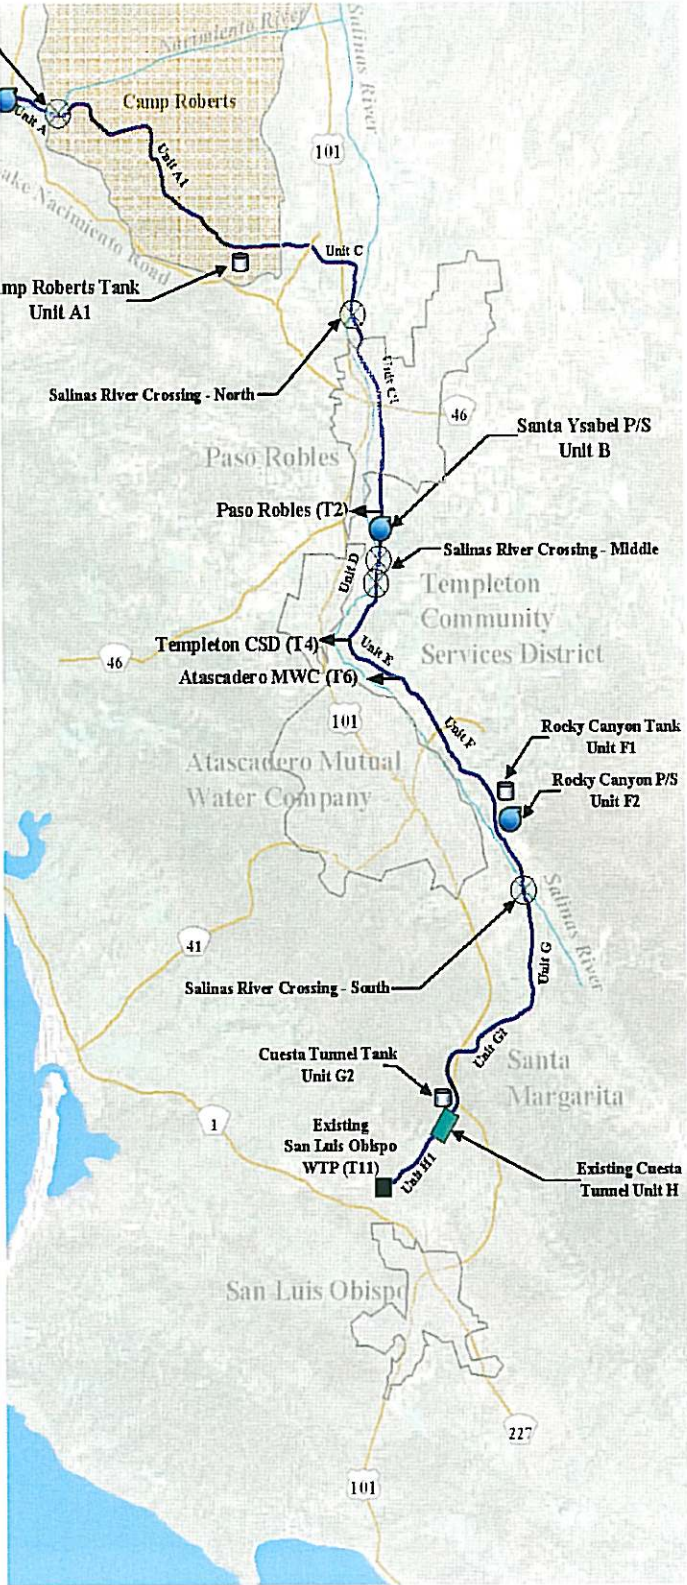 Nacimiento River
Salinas River
Camp Roberts
Unit A
101
Unit A1
ake Nacimiento Road
Unit C
mp Roberts Tank
Unit A1
Unit C1
Salinas River Crossing - North
46
Santa Ysabel P/S
Unit B
Paso Robles
Paso Robles (T2)
Salinas River Crossing - Middle
Unit D
Templeton
Community
Services District
Templeton CSD (T4)
Unit E
46
Atascadero MWC (T6)
101
Unit F
Rocky Canyon Tank
Unit F1
Atascadero Mutual
Water Company
Rocky Canyon P/S
Unit F2
Salinas River
41
Unit G
Salinas River Crossing - South
Unit G1
Cuesta Tunnel Tank
Unit G2
Santa
Margarita
1
Existing
San Luis Obispo
WTP (T11)
Unit H1
Existing Cuesta
Tunnel Unit H
San Luis Obispo
227
101